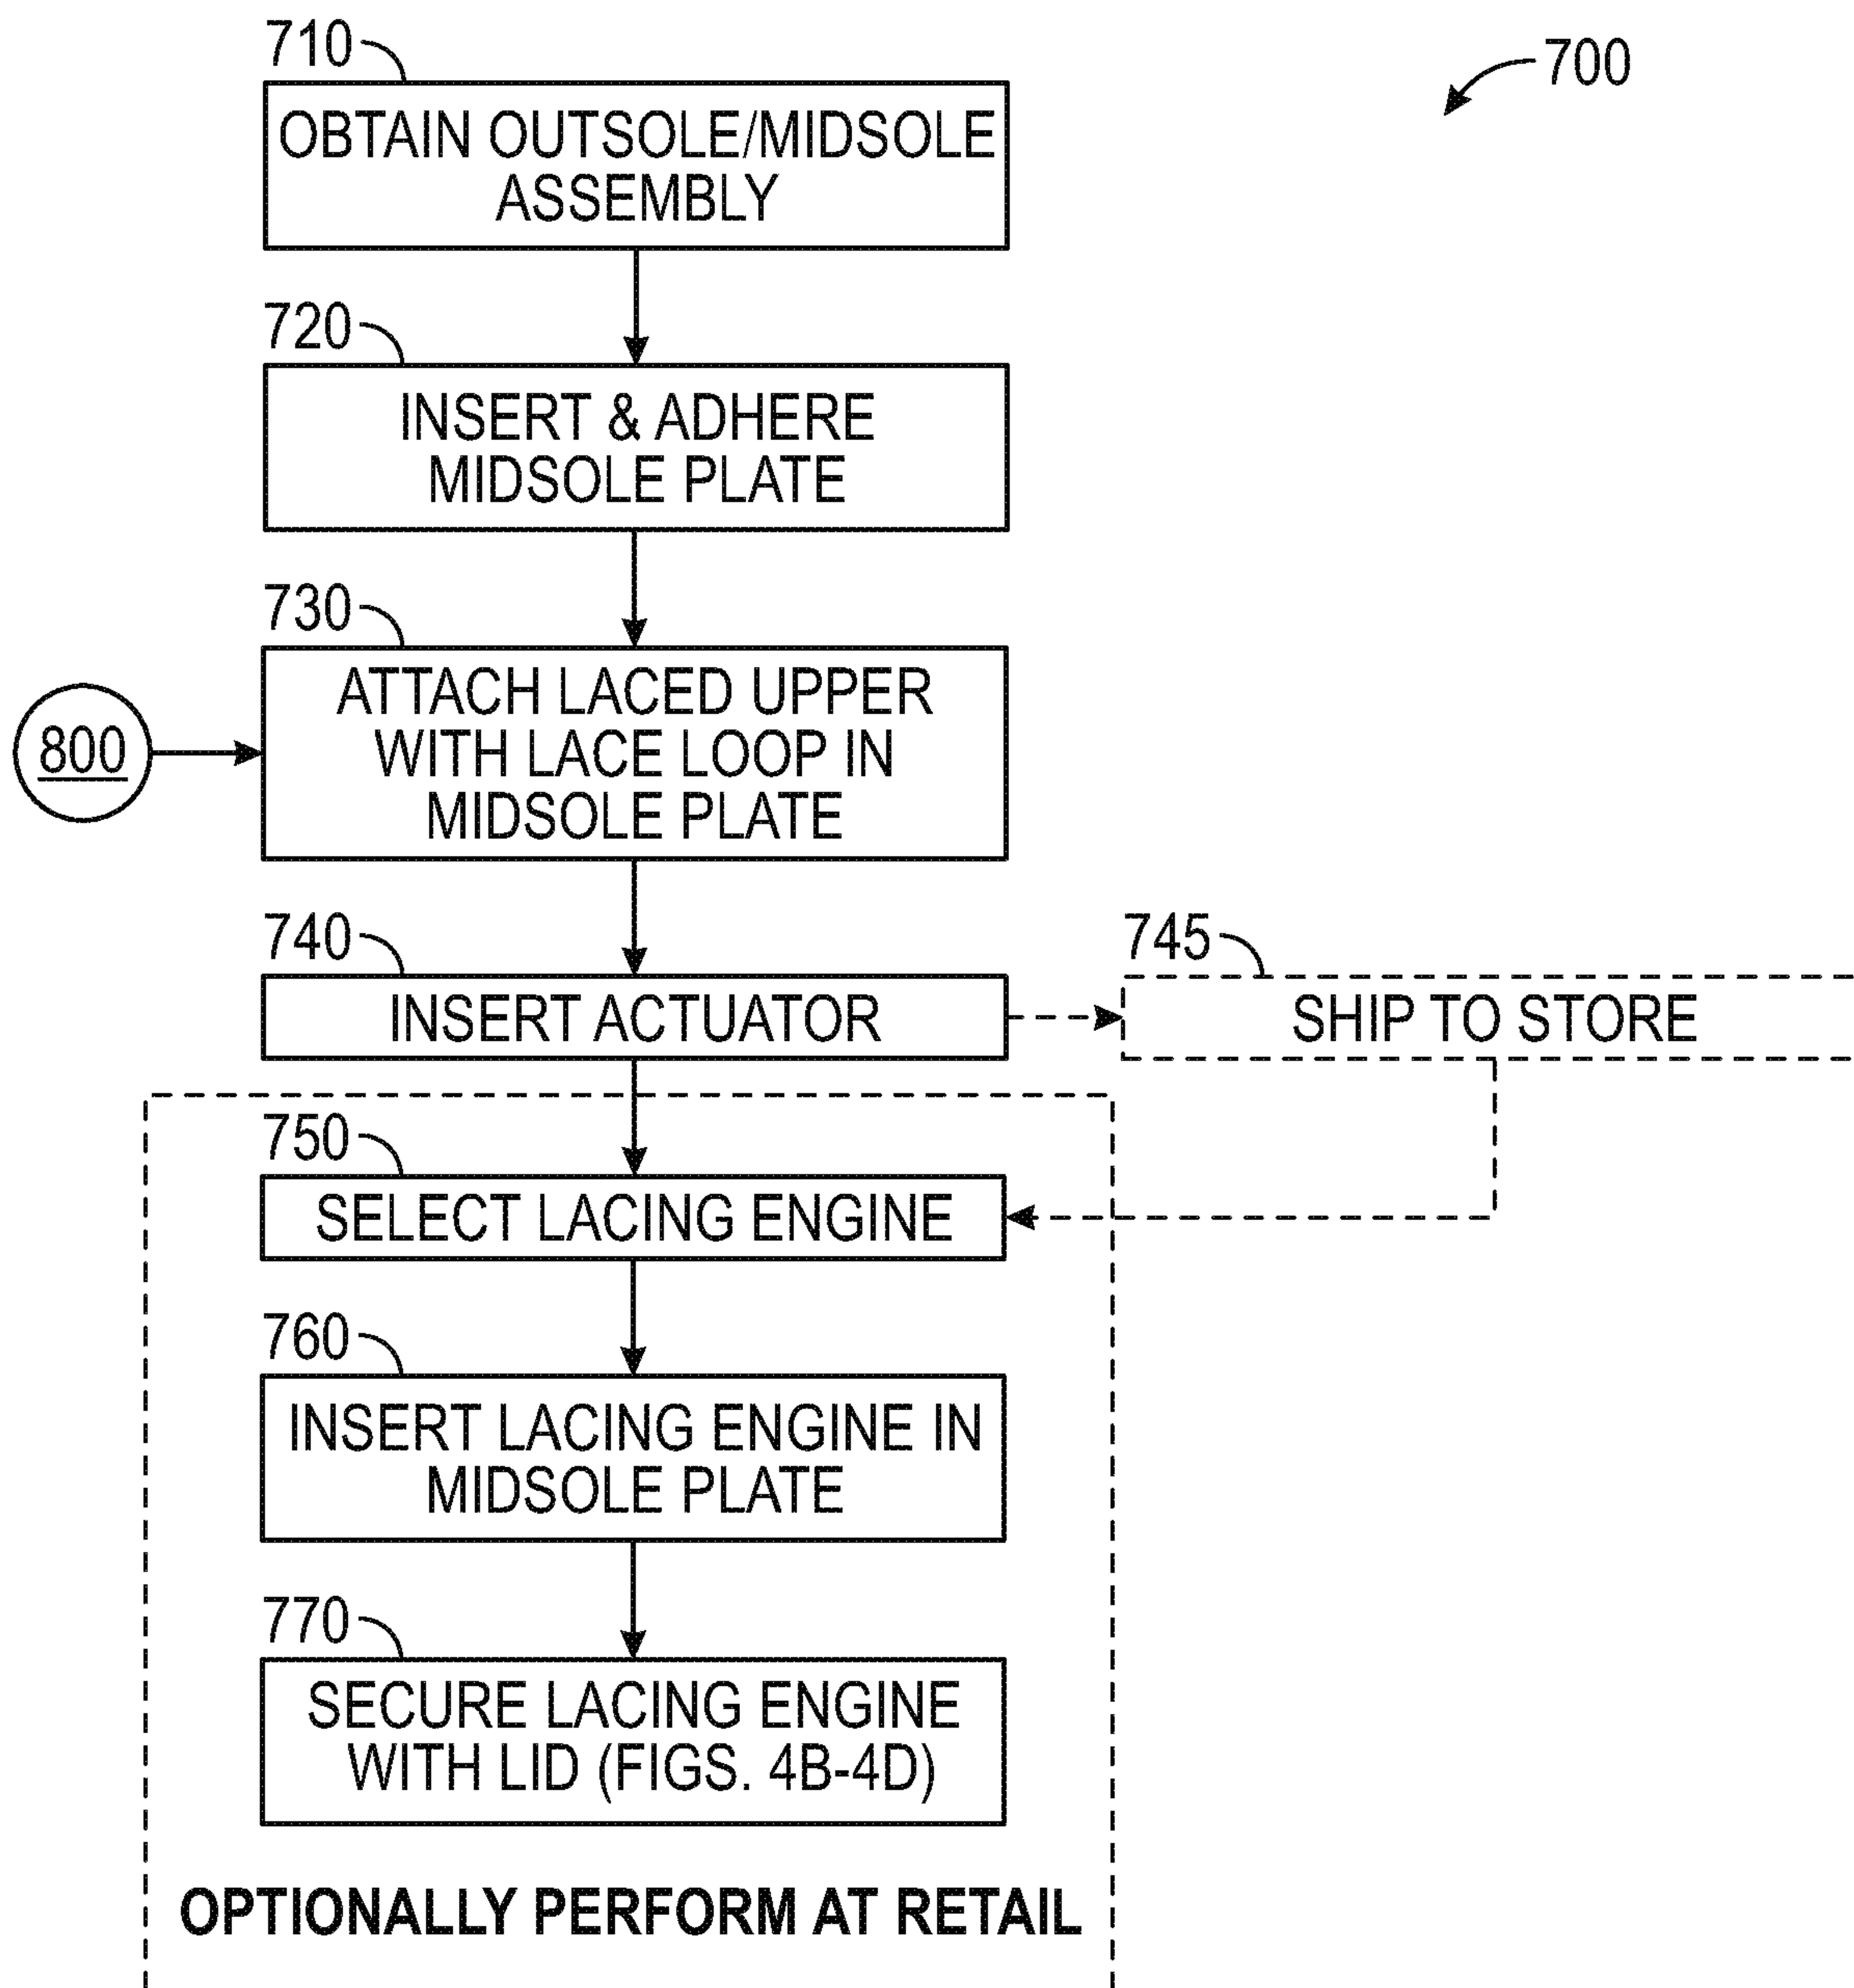 710
700
OBTAIN OUTSOLE/MIDSOLE
ASSEMBLY
720
INSERT & ADHERE
MIDSOLE PLATE
730
ATTACH LACED UPPER
WITH LACE LOOP IN
MIDSOLE PLATE
800
740
INSERT ACTUATOR
745
SHIP TO STORE
750
SELECT LACING ENGINE
760
INSERT LACING ENGINE IN
MIDSOLE PLATE
770
SECURE LACING ENGINE
WITH LID (FIGS. 4B-4D)
OPTIONALLY PERFORM AT RETAIL